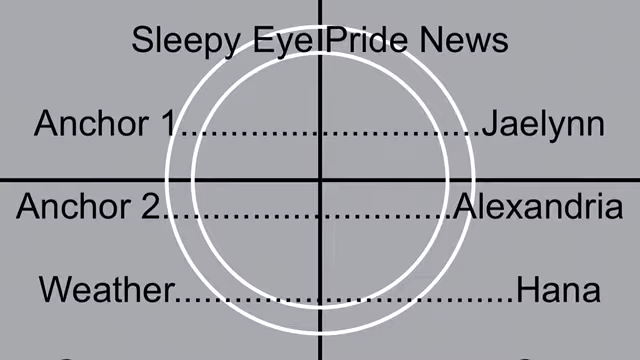 Sleepy Eye Pride News
Anchor 1..............................Jaelynn
Anchor 2.............................Alexandria
Weather..................................Hana